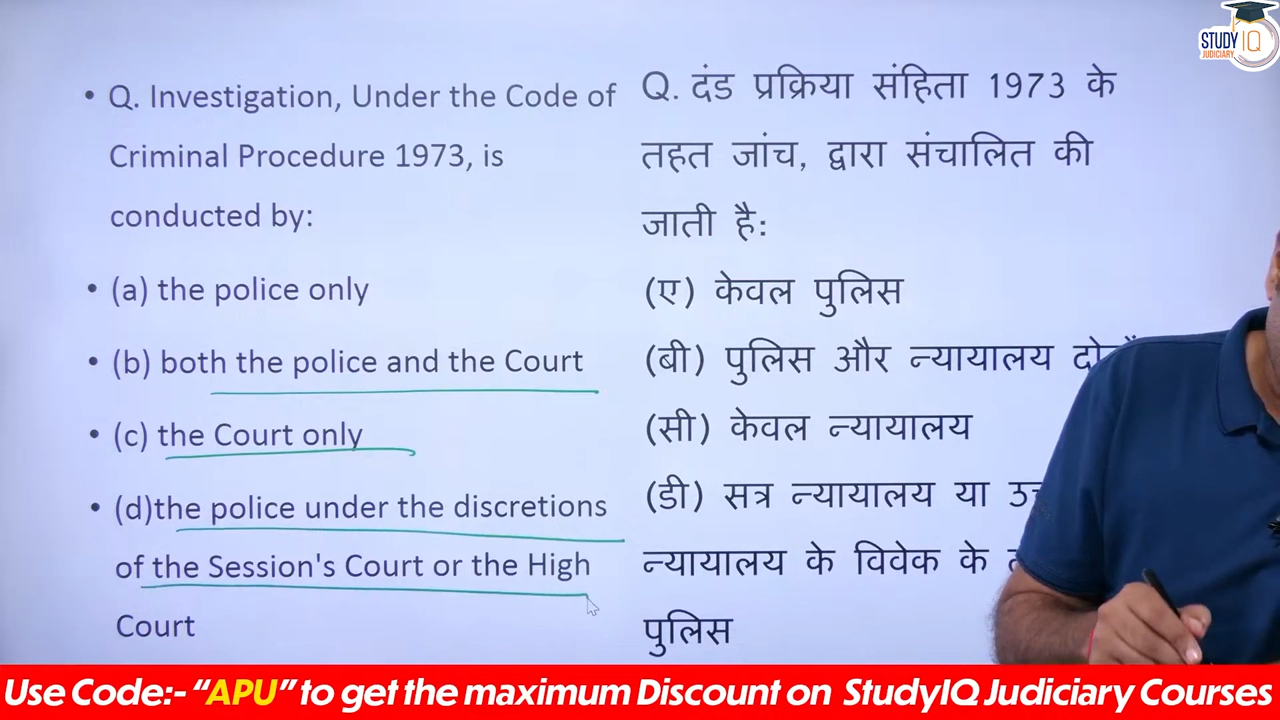 STUDY IQ
JUDICIARY
• Q. Investigation, Under the Code of
Criminal Procedure 1973, is
conducted by:
• (a) the police only
• (b) both the police and the Court
• (c) the Court only
• (d)the police under the discretions
of the Session's Court or the High
Court
Q. दंड प्रक्रिया संहिता 1973 के
तहत जांच, द्वारा संचालित की
जाती है:
(ए) केवल पुलिस
(बी) पुलिस और न्यायालय
(सी) केवल न्यायालय
(डी) सत्र न्यायालय या
न्यायालय के विवेक के
पुलिस
Use Code:- “APU” to get the maximum Discount on StudyIQ Judiciary Courses